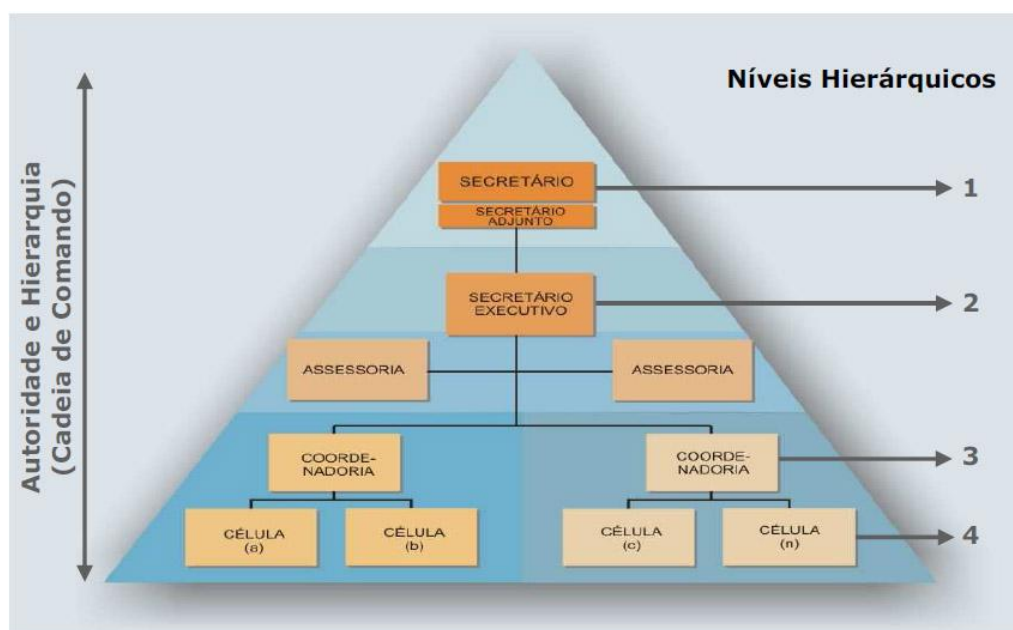 Níveis Hierárquicos
Autoridade e Hierarquia
(Cadeia de Comando)
SECRETÁRIO
1
SECRETÁRIO
ADJUNTO
SECRETÁRIO
EXECUTIVO
2
ASSESSORIA
ASSESSORIA
COORDE-
NADORIA
COORDE-
NADORIA
3
CÉLULA
(a)
CÉLULA
(b)
CÉLULA
(c)
CÉLULA
(n)
4